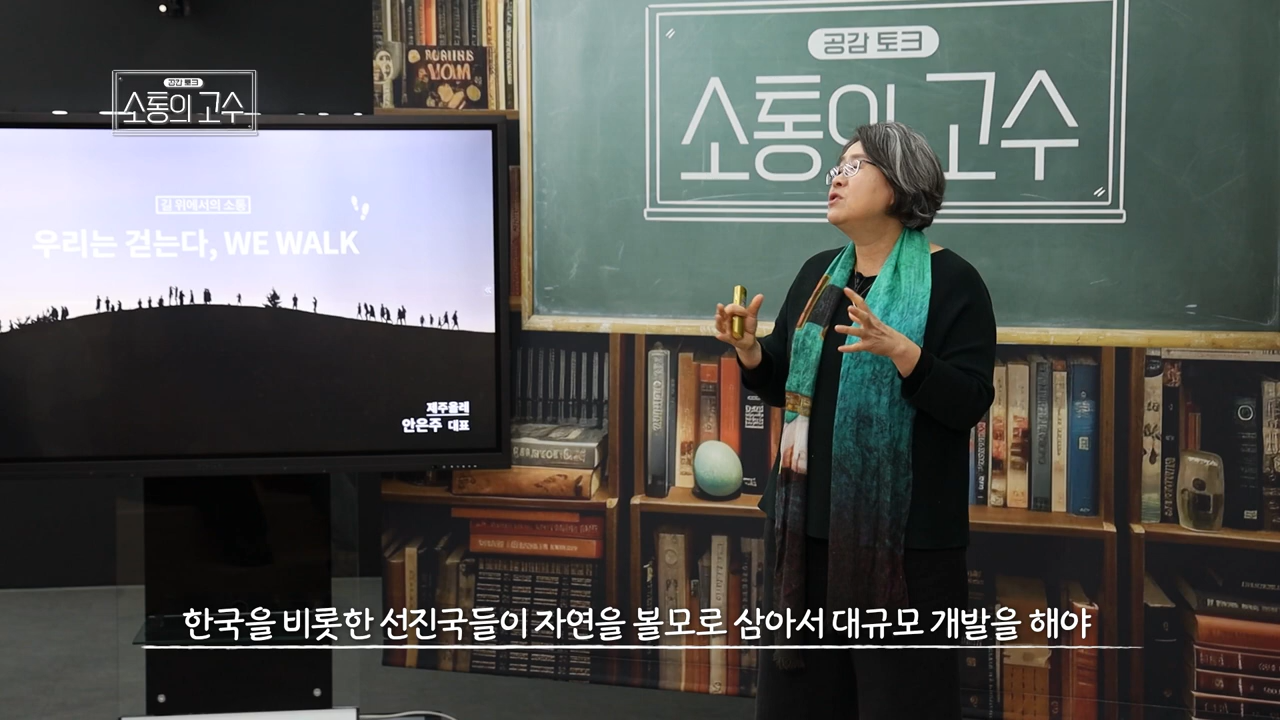 공감 토크
소통의 고수
공감 토크
소통의 고수
길 위에서의 소통
우리는 걷는다, WE WALK
제주올레
안은주 대표
한국을 비롯한 선진국들이 자연을 볼모로 삼아서 대규모 개발을 해야